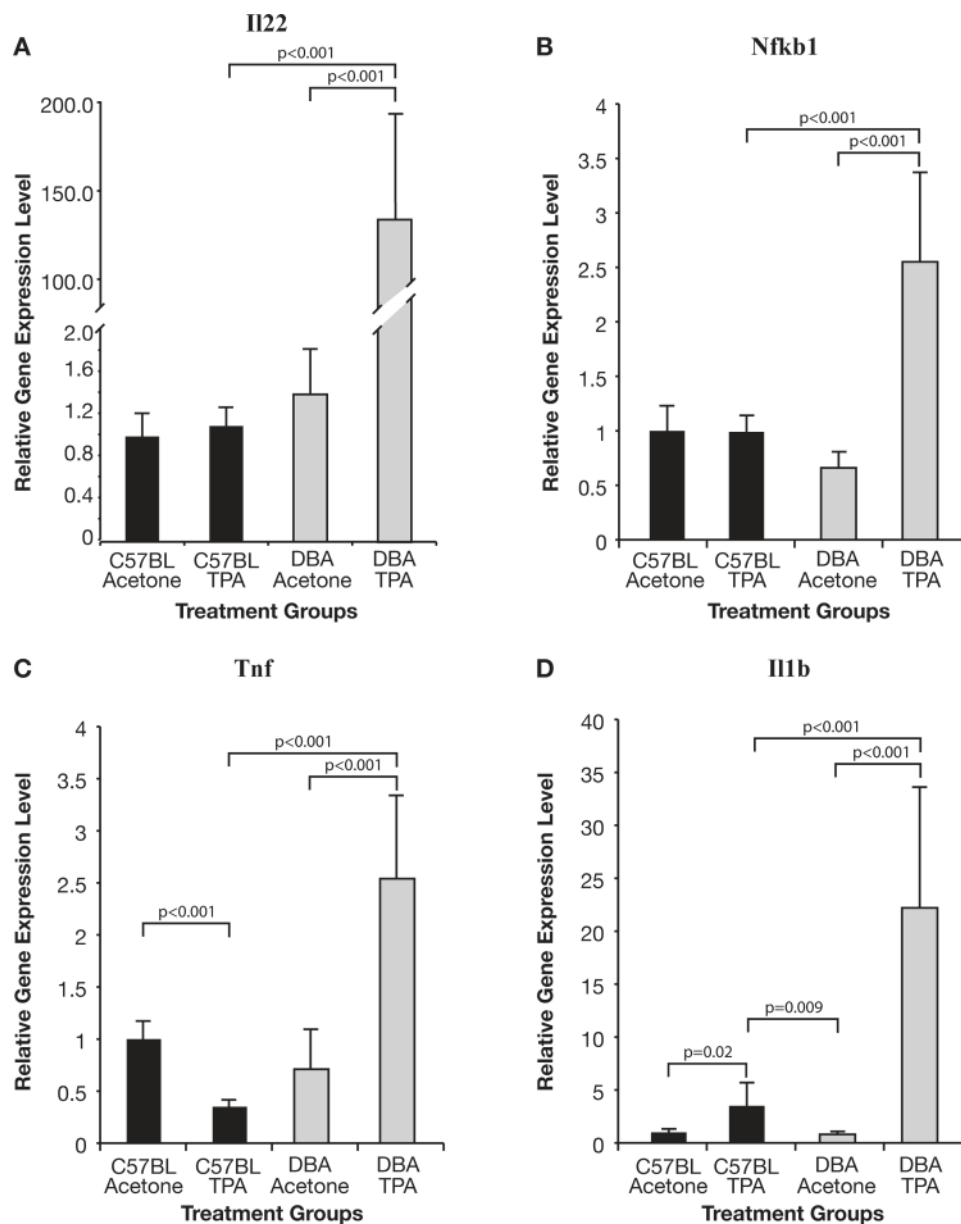 A
Il22
p<0.001
p<0.001
200.0
150.0
100.0
2.0
1.6
1.2
0.8
0.4
0
Relative Gene Expression Level
C57BL
Acetone
C57BL
TPA
DBA
Acetone
DBA
TPA
Treatment Groups
B
Nfkb1
p<0.001
p<0.001
4
3.5
3
2.5
2
1.5
1
0.5
0
Relative Gene Expression Level
C57BL
Acetone
C57BL
TPA
DBA
Acetone
DBA
TPA
Treatment Groups
C
Tnf
p<0.001
p<0.001
p<0.001
4
3.5
3
2.5
2
1.5
1
0.5
0
Relative Gene Expression Level
C57BL
Acetone
C57BL
TPA
DBA
Acetone
DBA
TPA
Treatment Groups
D
Il1b
p<0.001
p<0.001
p=0.009
p=0.02
40
35
30
25
20
15
10
5
0
Relative Gene Expression Level
C57BL
Acetone
C57BL
TPA
DBA
Acetone
DBA
TPA
Treatment Groups